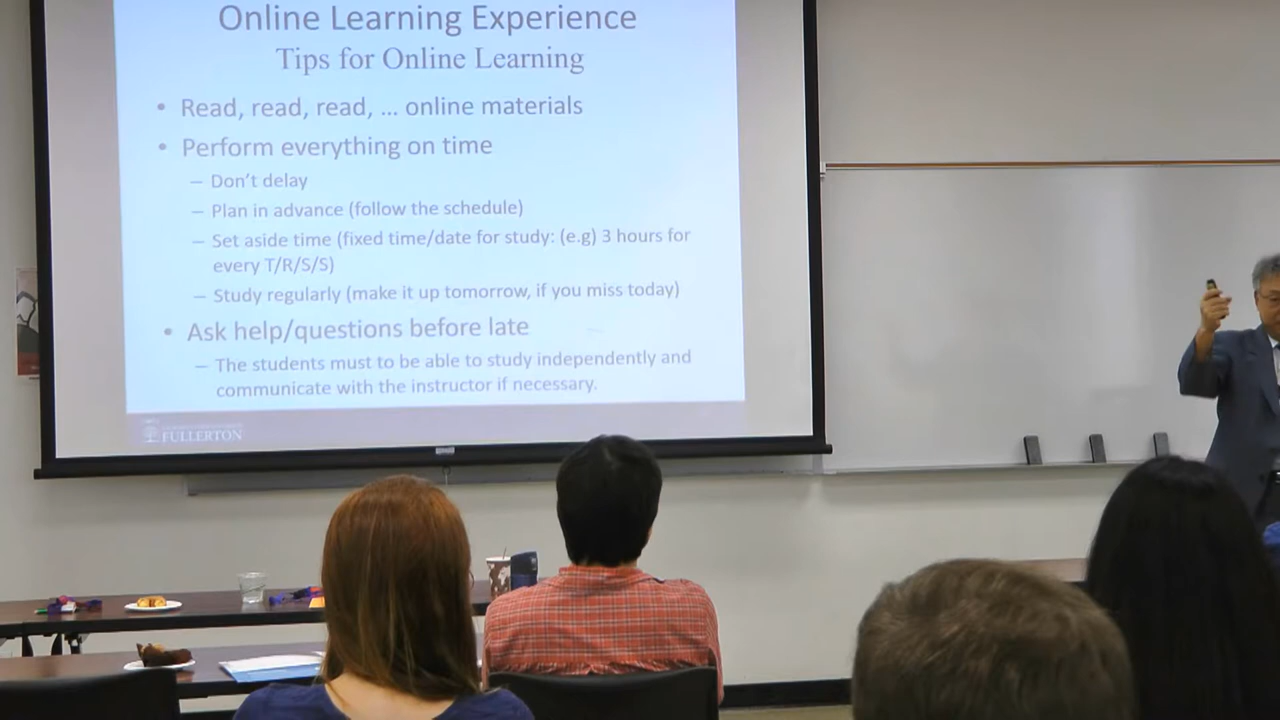 Online Learning Experience
Tips for Online Learning
• Read, read, read, ... online materials
• Perform everything on time
– Don't delay
– Plan in advance (follow the schedule)
– Set aside time (fixed time/date for study: (e.g) 3 hours for
every T/R/S/S)
– Study regularly (make it up tomorrow, if you miss today)
• Ask help/questions before late
– The students must to be able to study independently and
communicate with the instructor if necessary.
FULLERTON